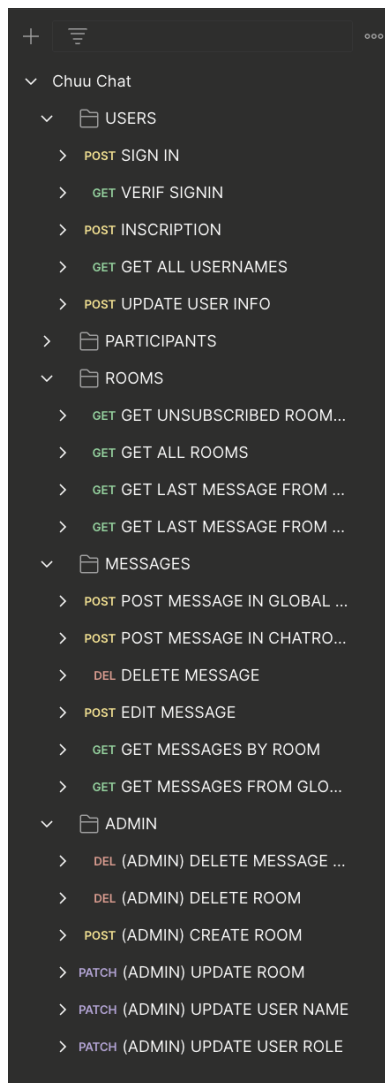 Chuu Chat
USERS
POST SIGN IN
GET VERIF SIGNIN
POST INSCRIPTION
GET GET ALL USERNAMES
POST UPDATE USER INFO
PARTICIPANTS
ROOMS
GET GET UNSUBSCRIBED ROOM...
GET GET ALL ROOMS
GET GET LAST MESSAGE FROM ...
GET GET LAST MESSAGE FROM ...
MESSAGES
POST POST MESSAGE IN GLOBAL ...
POST POST MESSAGE IN CHATRO...
DEL DELETE MESSAGE
POST EDIT MESSAGE
GET GET MESSAGES BY ROOM
GET GET MESSAGES FROM GLO...
ADMIN
DEL (ADMIN) DELETE MESSAGE ...
DEL (ADMIN) DELETE ROOM
POST (ADMIN) CREATE ROOM
PATCH (ADMIN) UPDATE ROOM
PATCH (ADMIN) UPDATE USER NAME
PATCH (ADMIN) UPDATE USER ROLE